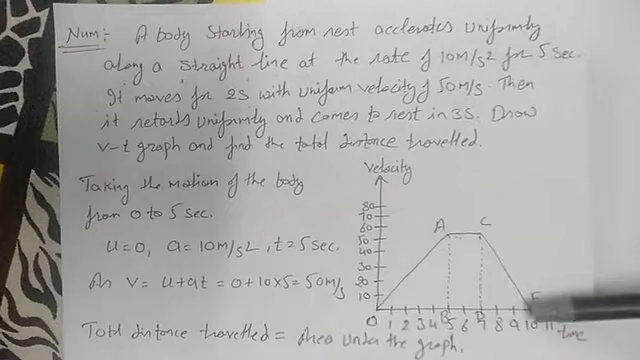 Num:- A body starting from rest accelerates uniformly
along a straight line at the rate of 10m/s2 for 5 sec.
It moves for 2s with uniform velocity of 50m/s. Then
it retards uniformly and comes to rest in 3s. Draw
v-t graph and find the total distance travelled.
Velocity
Taking the motion of the body
from 0 to 5 sec.
u=0, a=10m/s2, t=5sec.
As v = u+at = 0+10x5=50m/s
80
70
60
50
40
30
20
10
A C
0 1 2 3 4 5 6 7 8 9 10 11 time
B D E
Total distance travelled = Area under the graph.